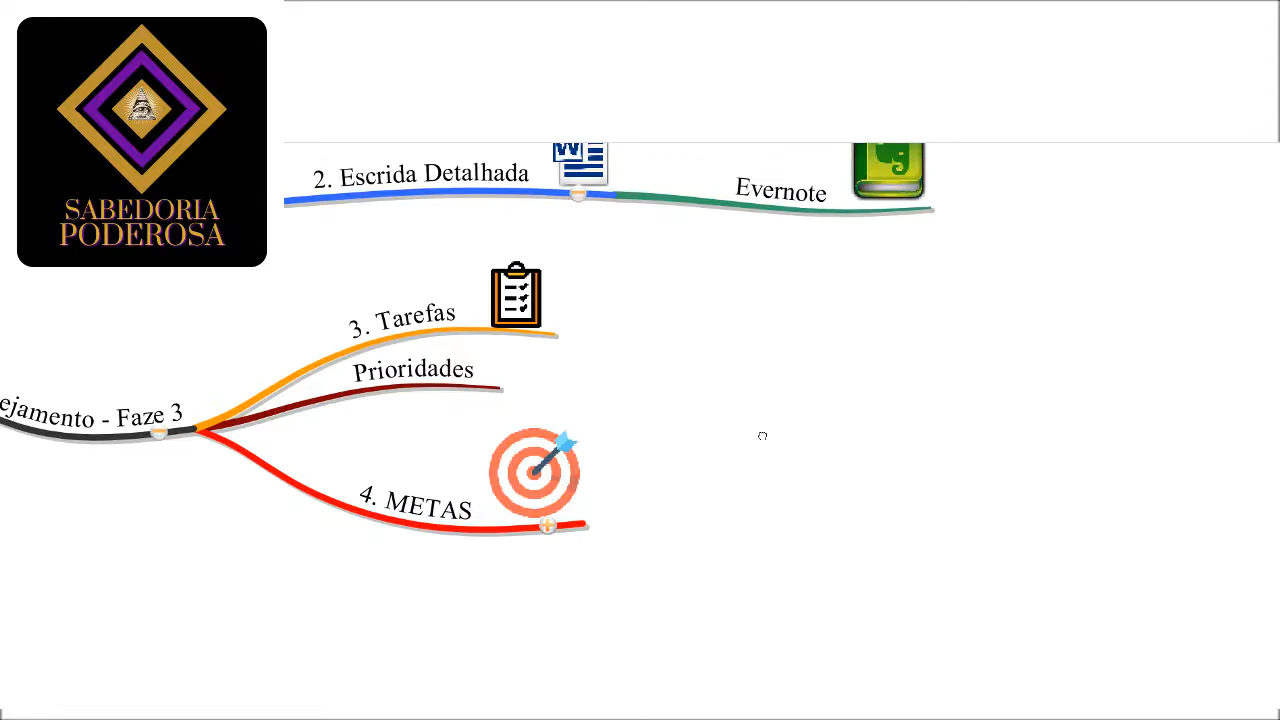 SABEDORIA
PODEROSA
2. Escrida Detalhada
W
Evernote
3. Tarefas
Prioridades
ejamento - Faze 3
4. METAS